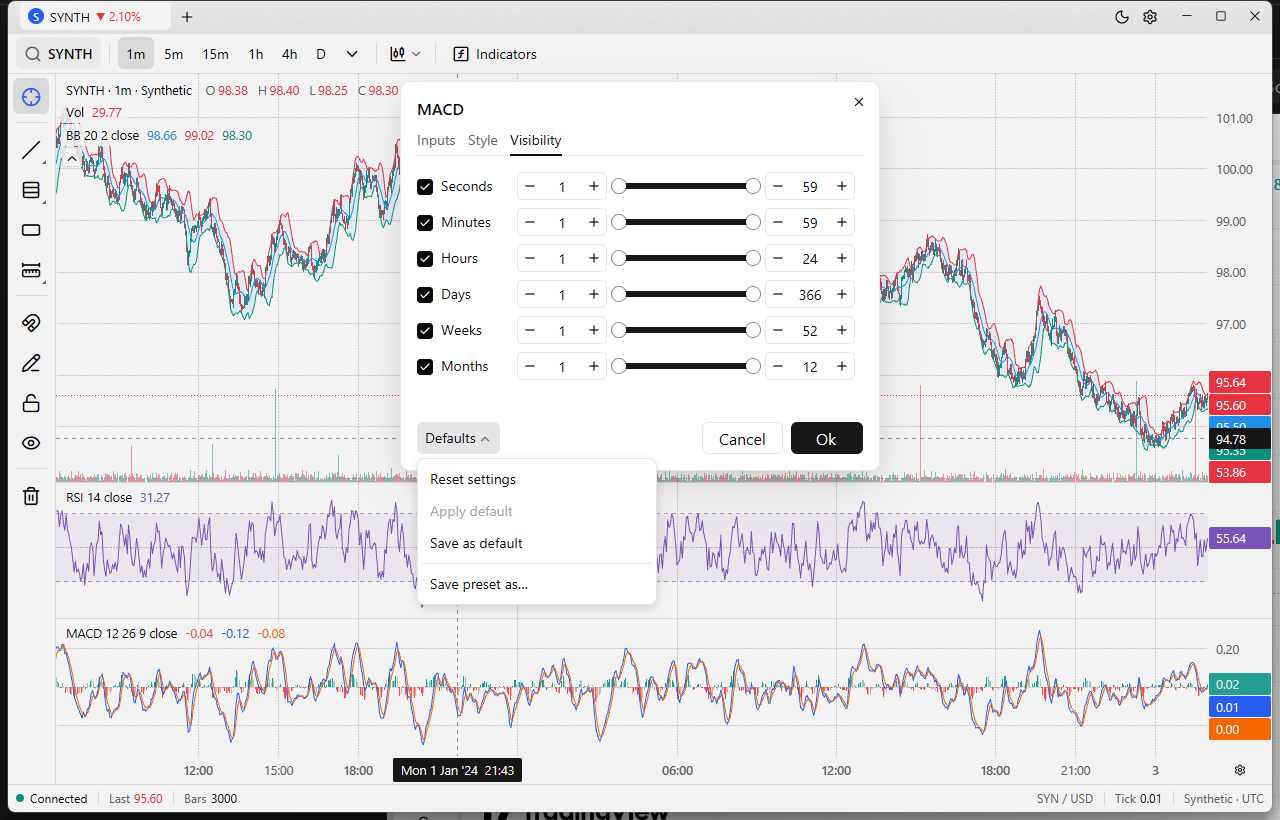 SYNTH ▼ 2.10%
SYNTH 1m 5m 15m 1h 4h D Indicators
SYNTH · 1m · Synthetic O 98.38 H 98.40 L 98.25 C 98.30
Vol 29.77
BB 20 2 close 98.66 99.02 98.30
MACD
Inputs Style Visibility
Seconds 1 59
Minutes 1 59
Hours 1 24
Days 1 366
Weeks 1 52
Months 1 12
Defaults Cancel Ok
Reset settings
Apply default
Save as default
Save preset as...
101.00
100.00
99.00
98.00
97.00
95.64
95.60
95.50
94.78
95.35
53.86
RSI 14 close 31.27
55.64
MACD 12 26 9 close -0.04 -0.12 -0.08
0.20
0.02
0.01
0.00
12:00 15:00 18:00 Mon 1 Jan '24 21:43 06:00 12:00 18:00 21:00 3
Connected Last 95.60 Bars 3000 SYN / USD Tick 0.01 Synthetic · UTC
TradingView